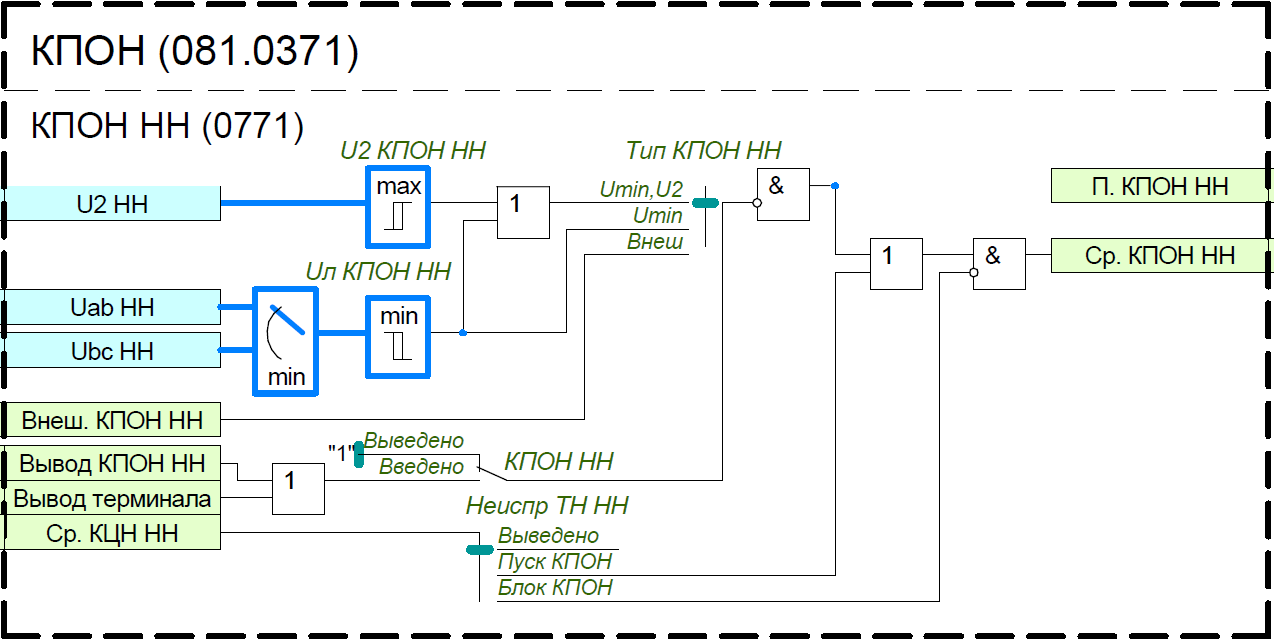 КПОН (081.0371)
КПОН НН (0771)
U2 КПОН НН
Тип КПОН НН
max
&
П. КПОН НН
U2 НН
1
Umin,U2
Umin
Внеш
1
&
Ср. КПОН НН
Uл КПОН НН
Uab НН
min
Ubc НН
min
Внеш. КПОН НН
"1"
Выведено
Вывод КПОН НН
Введено
КПОН НН
1
Вывод терминала
Неиспр ТН НН
Ср. КЦН НН
Выведено
Пуск КПОН
Блок КПОН